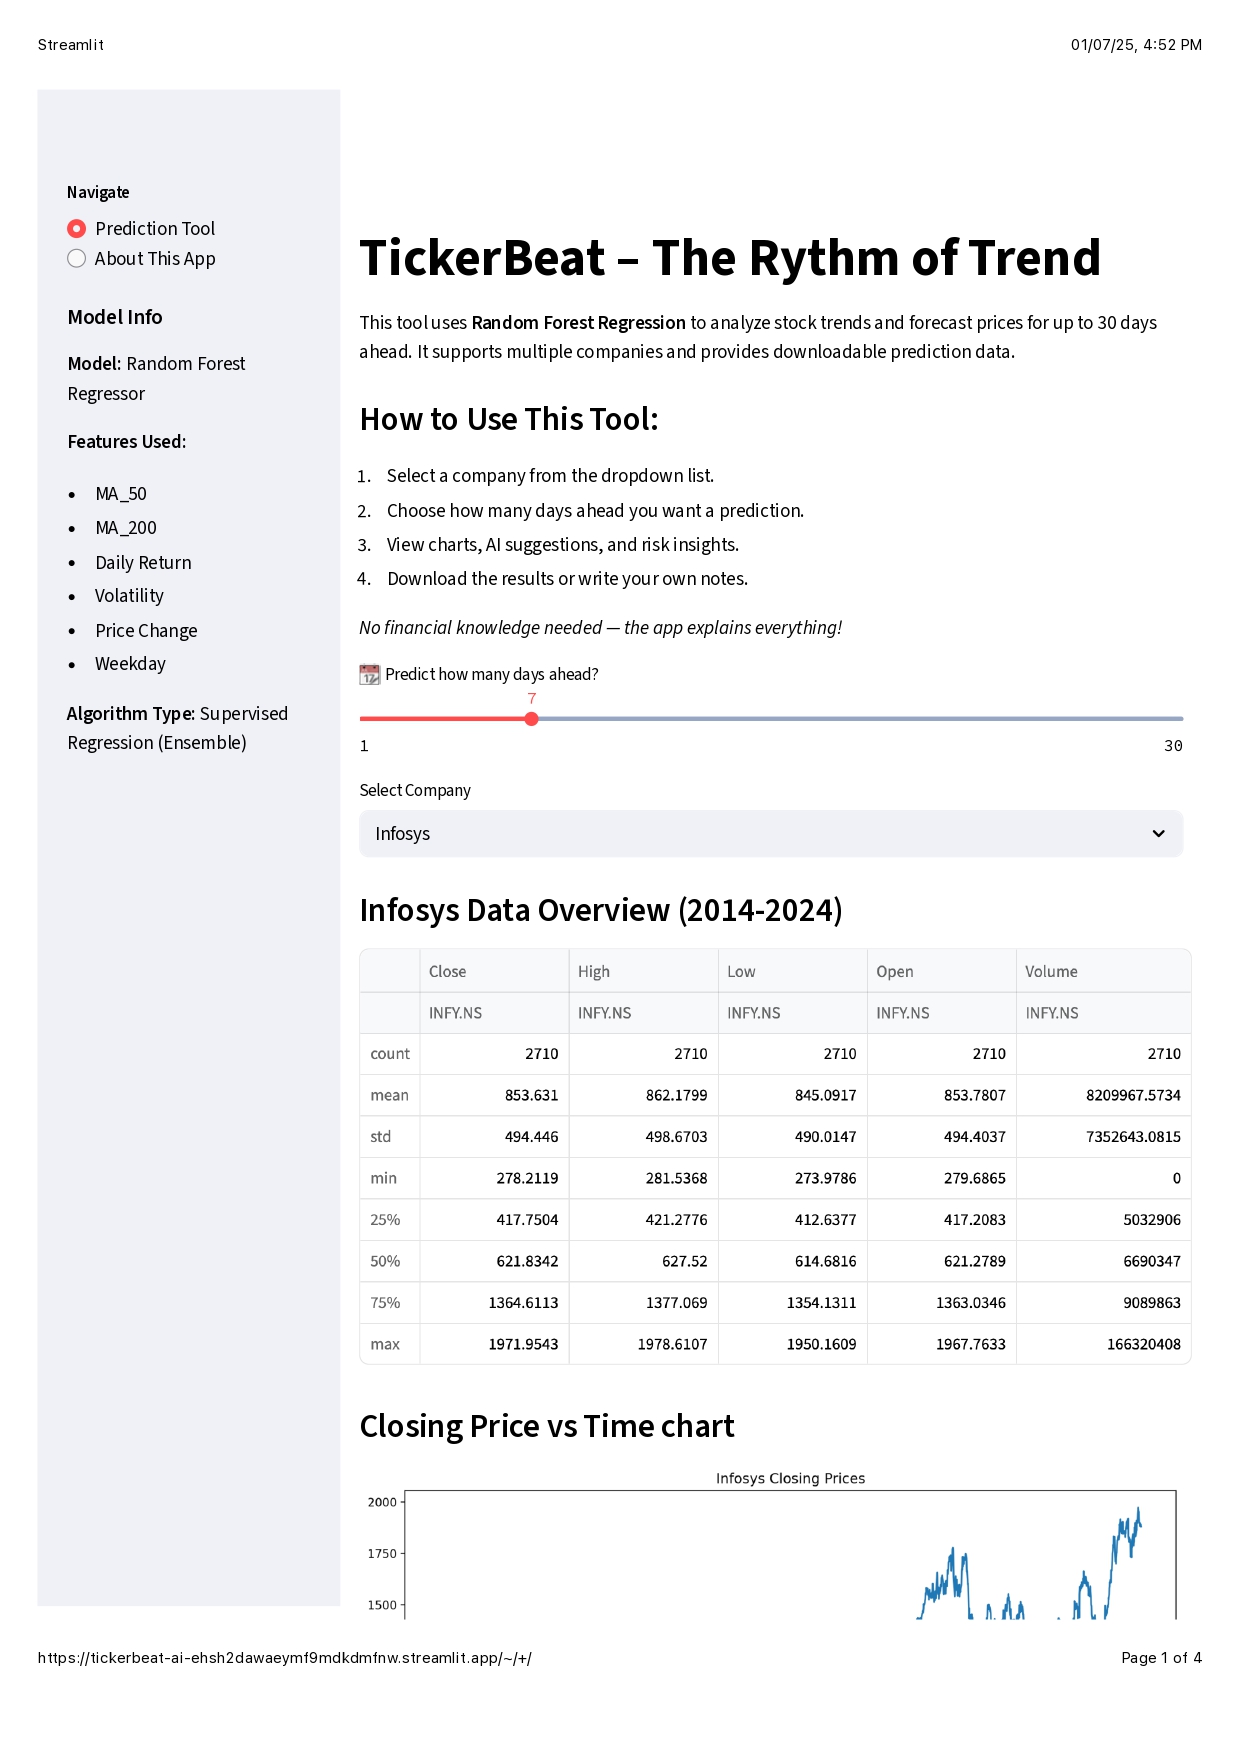 Streamlit 01/07/25, 4:52 PM
Navigate
Prediction Tool
About This App
Model Info
Model: Random Forest
Regressor
Features Used:
• MA_50
• MA_200
• Daily Return
• Volatility
• Price Change
• Weekday
Algorithm Type: Supervised
Regression (Ensemble)
TickerBeat – The Rythm of Trend
This tool uses Random Forest Regression to analyze stock trends and forecast prices for up to 30 days
ahead. It supports multiple companies and provides downloadable prediction data.
How to Use This Tool:
1. Select a company from the dropdown list.
2. Choose how many days ahead you want a prediction.
3. View charts, AI suggestions, and risk insights.
4. Download the results or write your own notes.
No financial knowledge needed — the app explains everything!
📆 Predict how many days ahead?
7
1 30
Select Company
Infosys
Infosys Data Overview (2014-2024)
Close High Low Open Volume
INFY.NS INFY.NS INFY.NS INFY.NS INFY.NS
count 2710 2710 2710 2710 2710
mean 853.631 862.1799 845.0917 853.7807 8209967.5734
std 494.446 498.6703 490.0147 494.4037 7352643.0815
min 278.2119 281.5368 273.9786 279.6865 0
25% 417.7504 421.2776 412.6377 417.2083 5032906
50% 621.8342 627.52 614.6816 621.2789 6690347
75% 1364.6113 1377.069 1354.1311 1363.0346 9089863
max 1971.9543 1978.6107 1950.1609 1967.7633 166320408
Closing Price vs Time chart
Infosys Closing Prices
2000
1750
1500
https://tickerbeat-ai-ehsh2dawaeymf9mdkdmfnw.streamlit.app/~/+/ Page 1 of 4